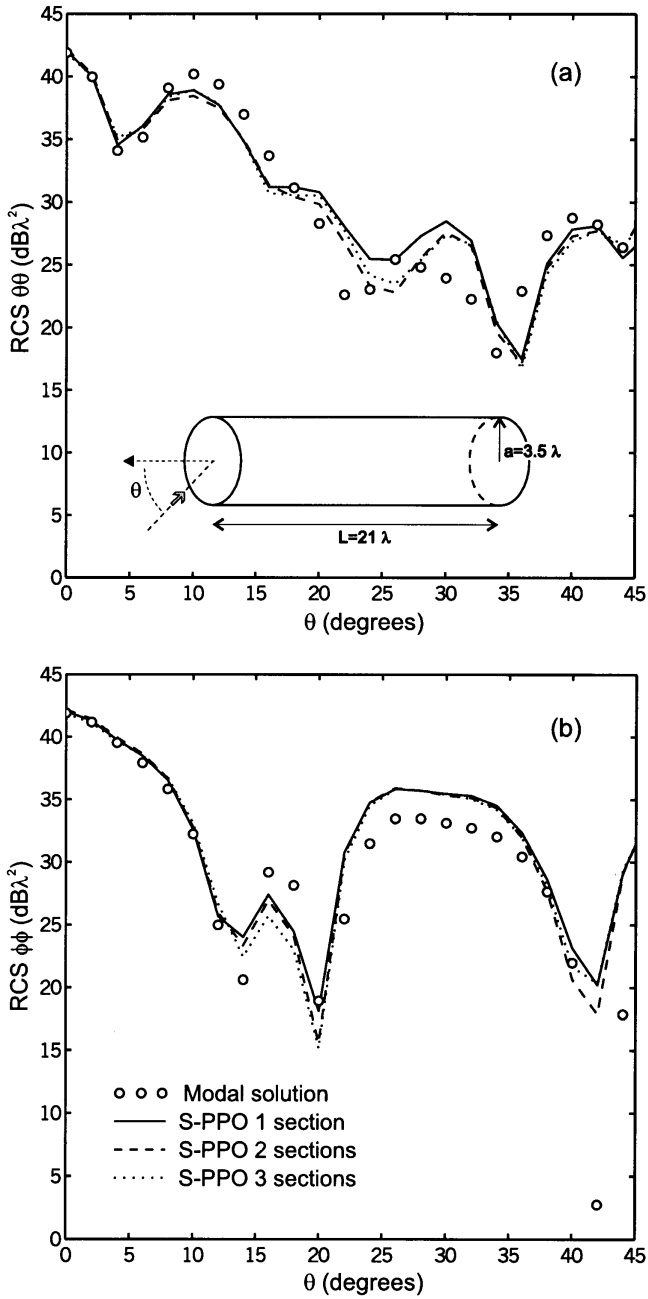 45
40
35
30
25
20
15
10
5
0
RCS θθ (dBλ²)
(a)
θ
a=3.5 λ
L=21 λ
0 5 10 15 20 25 30 35 40 45
θ (degrees)
45
40
35
30
25
20
15
10
5
0
RCS ϕϕ (dBλ²)
(b)
Modal solution
S-PPO 1 section
S-PPO 2 sections
S-PPO 3 sections
0 5 10 15 20 25 30 35 40 45
θ (degrees)